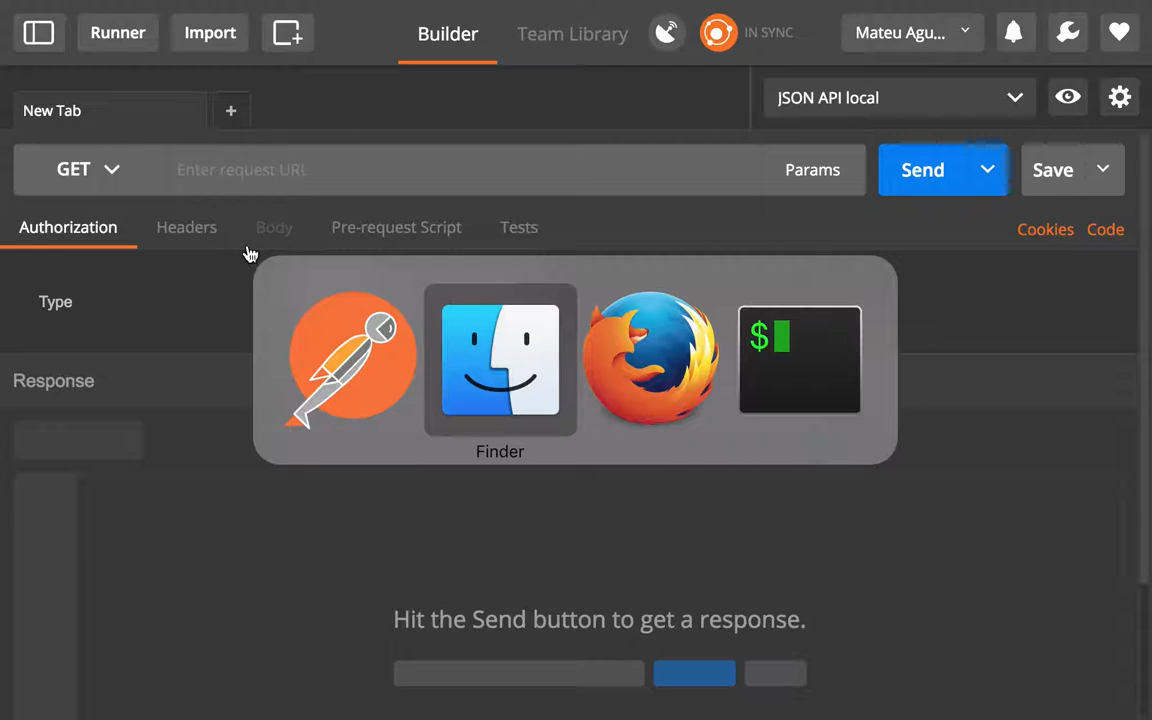 Runner
Import
Builder
Team Library
IN SYNC
Mateu Agu...
New Tab
+
JSON API local
GET
Enter request URL
Params
Send
Save
Authorization
Headers
Body
Pre-request Script
Tests
Cookies
Code
Type
$
Response
Finder
Hit the Send button to get a response.